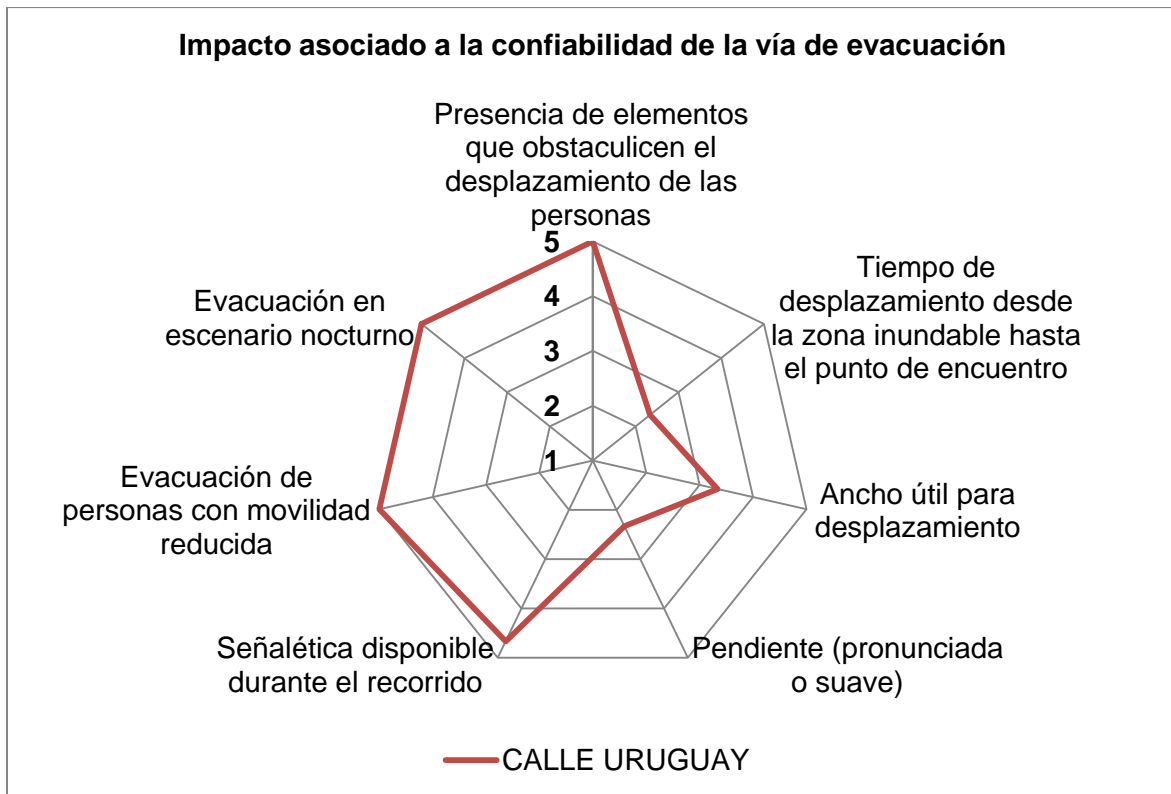 Impacto asociado a la confiabilidad de la vía de evacuación
Presencia de elementos
que obstaculicen el
desplazamiento de las
personas
5
4
3
2
1
Tiempo de
desplazamiento desde
la zona inundable hasta
el punto de encuentro
Ancho útil para
desplazamiento
Pendiente (pronunciada
o suave)
Señalética disponible
durante el recorrido
Evacuación de
personas con movilidad
reducida
Evacuación en
escenario nocturno
CALLE URUGUAY